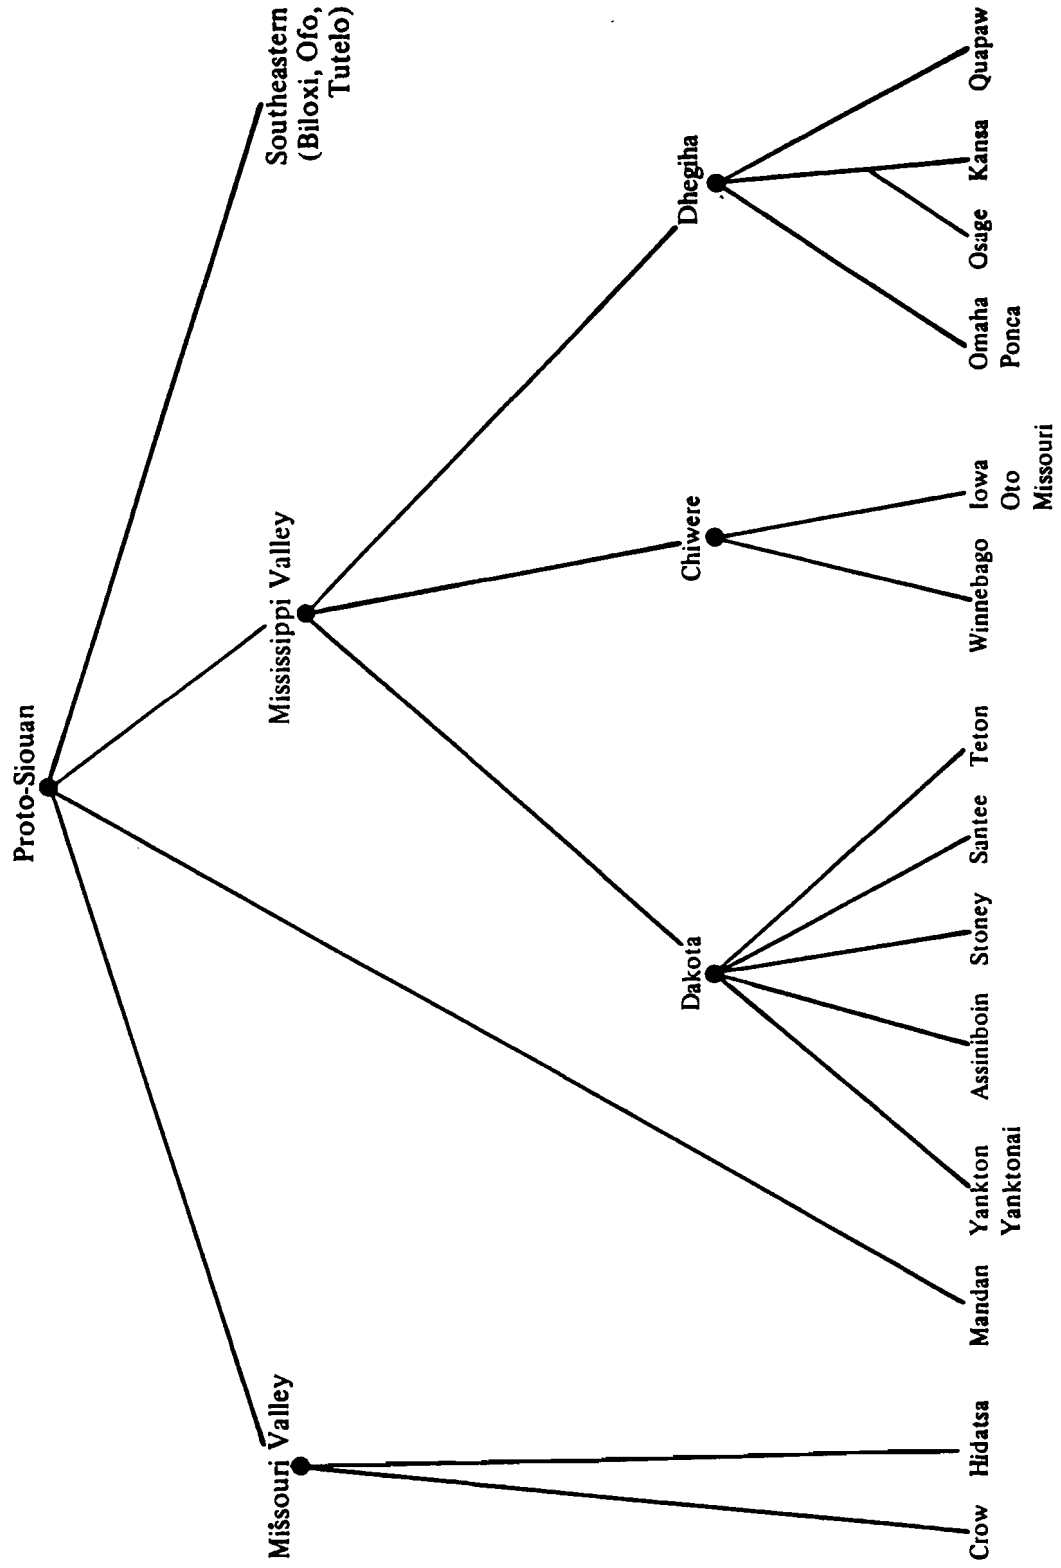 Proto-Siouan
Missouri Valley
Mississippi Valley
Southeastern
(Biloxi, Ofo,
Tutelo)
Dakota
Chiwere
Dhegiha
Crow
Hidatsa
Mandan
Yankton
Yanktonai
Assiniboin
Stoney
Santee
Teton
Winnebago
Iowa
Oto
Missouri
Omaha
Ponca
Osage
Kansa
Quapaw